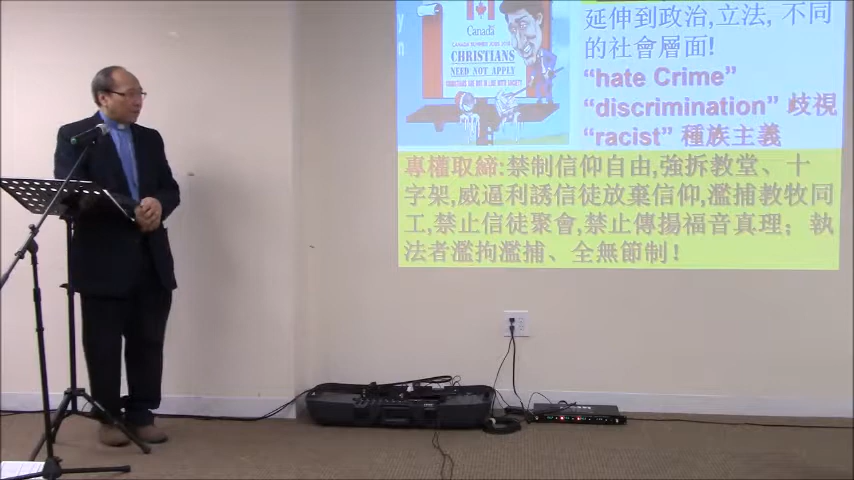 Canada
CANADA SUMMER JOBS 2018
CHRISTIANS
NEED NOT APPLY
延伸到政治,立法,不同
的社會層面!
"hate Crime"
"discrimination" 歧視
"racist" 種族主義
專權取締:禁制信仰自由,強拆教堂、十
字架,威逼利誘信徒放棄信仰,濫捕教牧同
工,禁止信徒聚會,禁止傳揚福音真理;執
法者濫拘濫捕、全無節制!